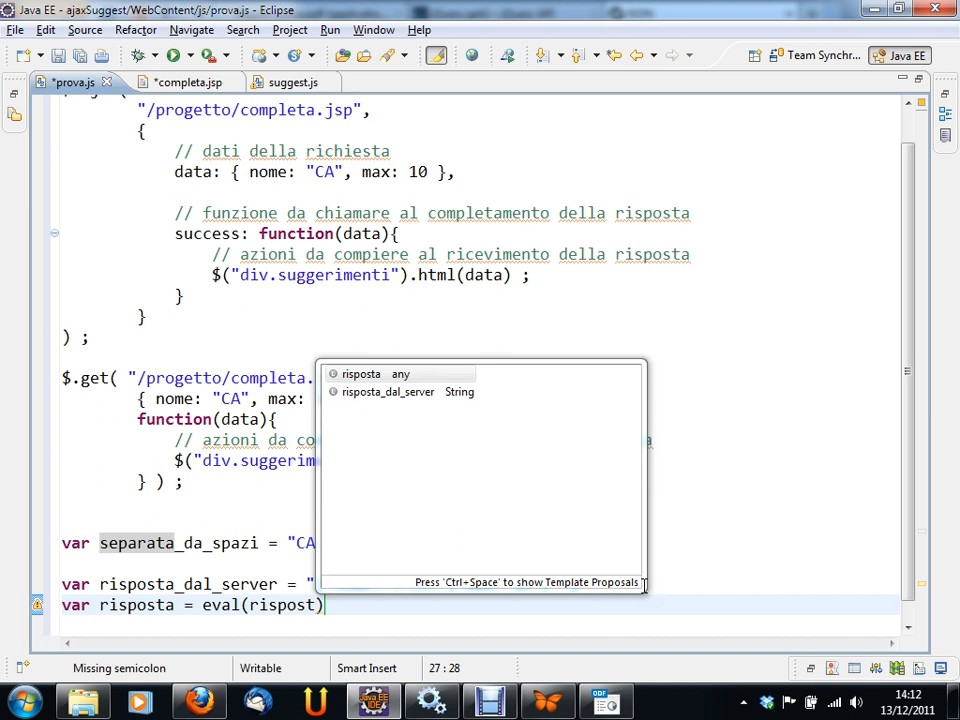 Java EE - ajaxSuggest/WebContent/js/prova.js - Eclipse
File Edit Source Refactor Navigate Search Project Run Window Help
Team Synchr... Java EE
*prova.js *completa.jsp suggest.js
"/progetto/completa.jsp",
{
// dati della richiesta
data: { nome: "CA", max: 10 },
// funzione da chiamare al completamento della risposta
success: function(data){
// azioni da compiere al ricevimento della risposta
$("div.suggerimenti").html(data) ;
}
}
) ;
$.get( "/progetto/completa.
{ nome: "CA", max:
function(data){
// azioni da co
$("div.suggerim
} ) ;
risposta any
risposta_dal_server String
Press 'Ctrl+Space' to show Template Proposals
var separata_da_spazi = "CA
var risposta_dal_server = "
var risposta = eval(rispost)
Missing semicolon Writable Smart Insert 27 : 28
14:12
13/12/2011